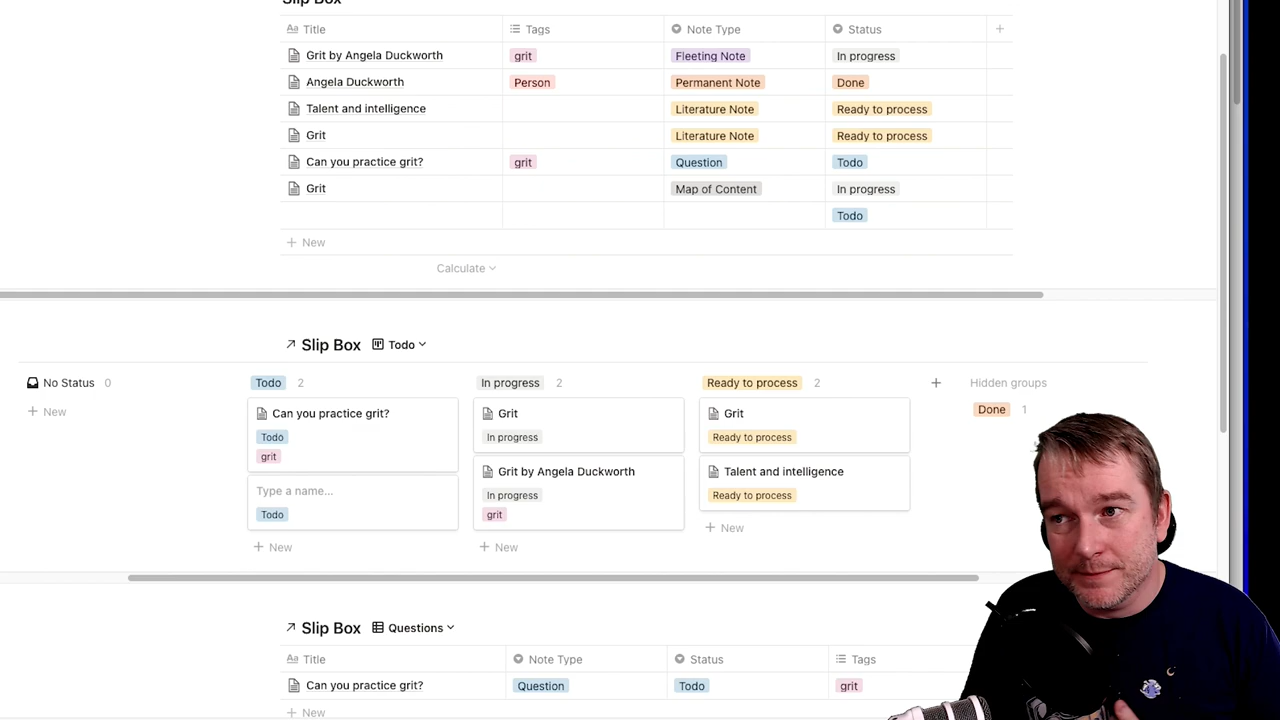 Slip Box
Title Tags Note Type Status
Grit by Angela Duckworth grit Fleeting Note In progress
Angela Duckworth Person Permanent Note Done
Talent and intelligence Literature Note Ready to process
Grit Literature Note Ready to process
Can you practice grit? grit Question Todo
Grit Map of Content In progress
Todo
New
Calculate
Slip Box Todo
No Status 0 Todo 2 In progress 2 Ready to process 2 Hidden groups
New Can you practice grit? Grit Grit Done 1
Todo In progress Ready to process
grit
Grit by Angela Duckworth Talent and intelligence
Type a name... In progress Ready to process
Todo grit
New
New New
Slip Box Questions
Title Note Type Status Tags
Can you practice grit? Question Todo grit
New